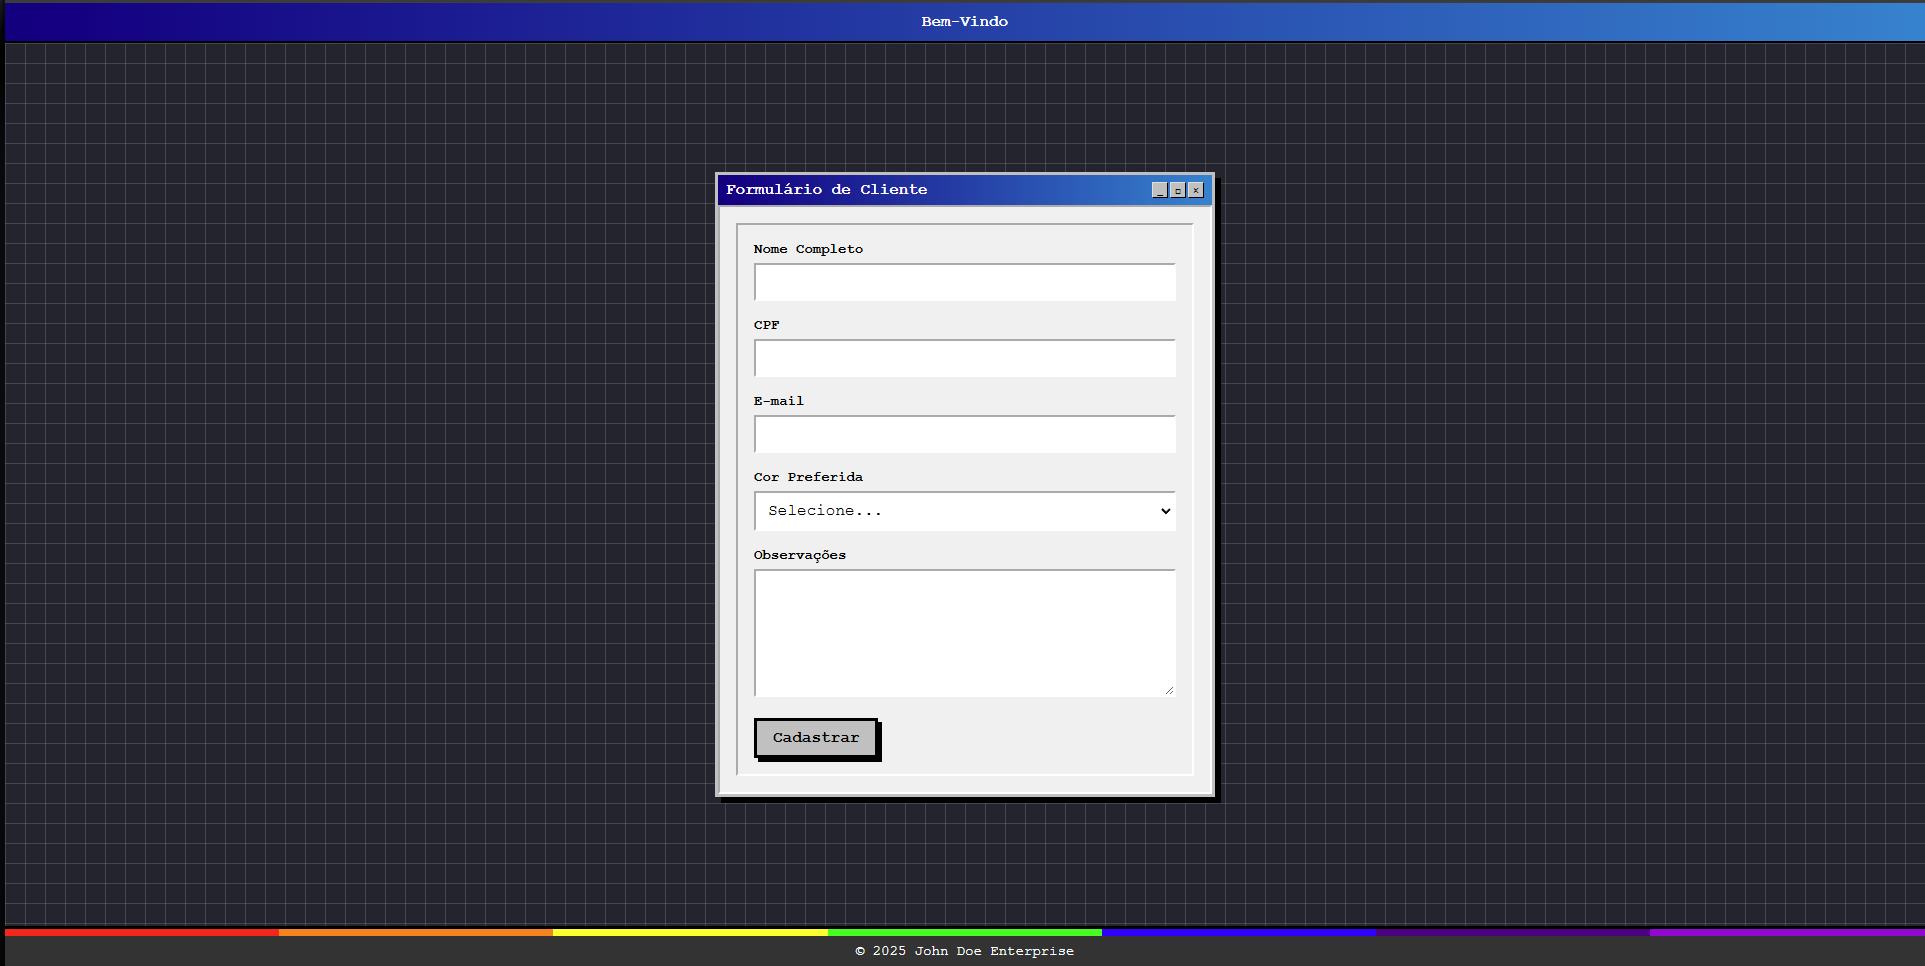 Bem-Vindo
Formulário de Cliente
Nome Completo
CPF
E-mail
Cor Preferida
Selecione...
Observações
Cadastrar
© 2025 John Doe Enterprise